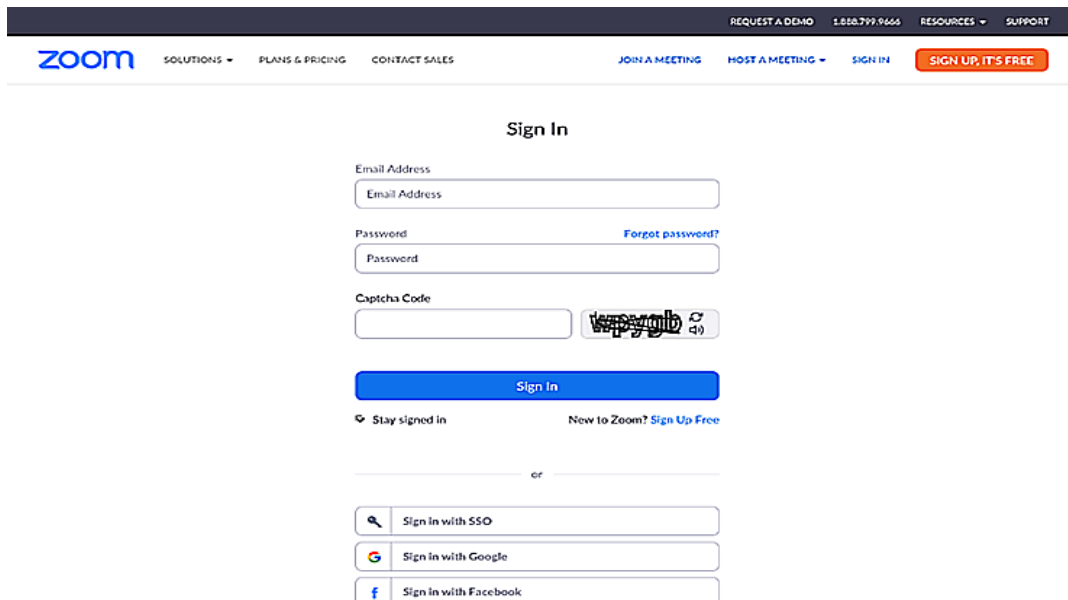 REQUEST A DEMO 1.888.799.9666 RESOURCES SUPPORT
zoom SOLUTIONS PLANS & PRICING CONTACT SALES JOIN A MEETING HOST A MEETING SIGN IN SIGN UP, IT'S FREE
Sign In
Email Address
Email Address
Password Forgot password?
Password
Captcha Code
Sign In
Stay signed in New to Zoom? Sign Up Free
or
Sign in with SSO
Sign in with Google
Sign in with Facebook